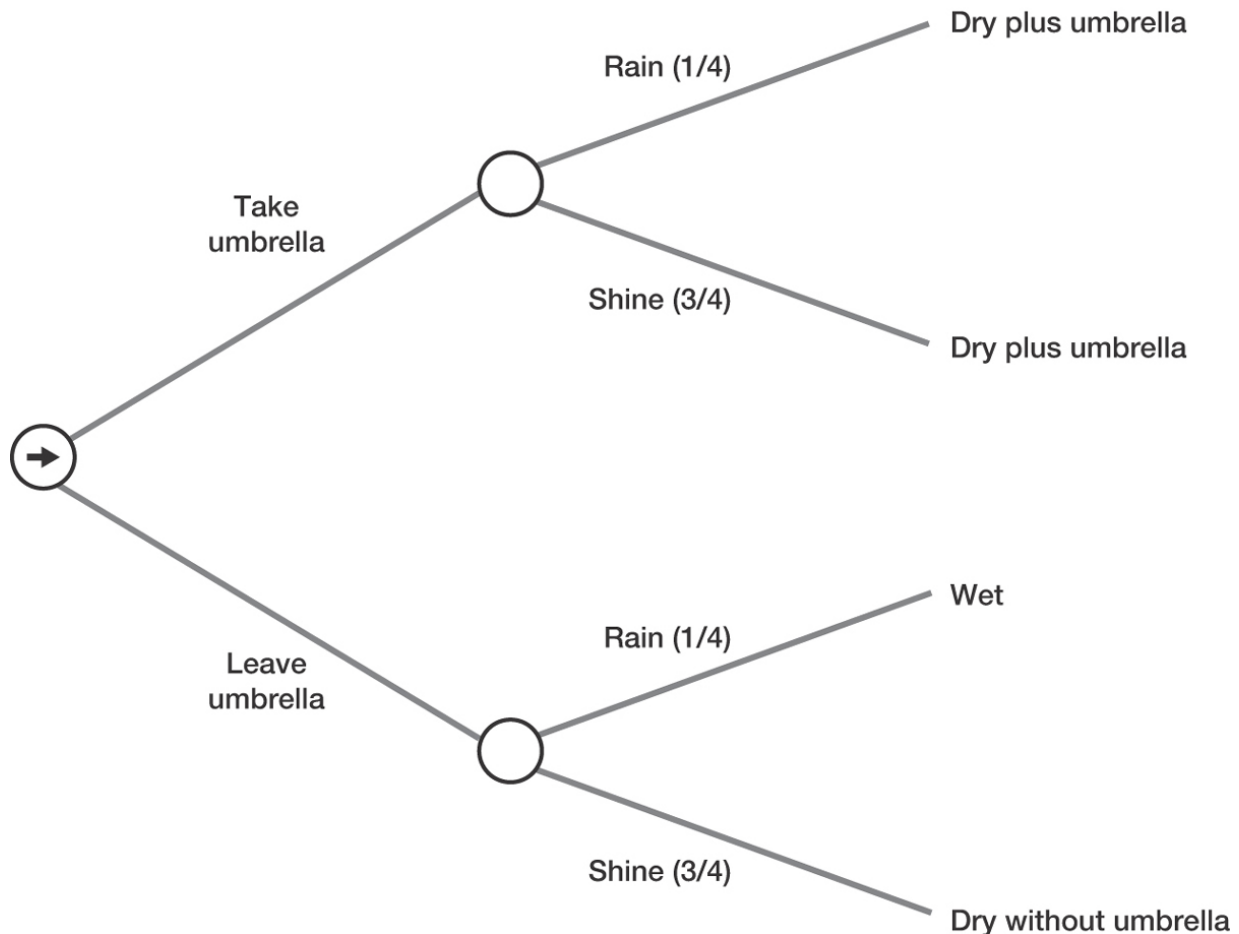 Dry plus umbrella
Rain (1/4)
Take
umbrella
Shine (3/4)
Dry plus umbrella
Wet
Rain (1/4)
Leave
umbrella
Shine (3/4)
Dry without umbrella